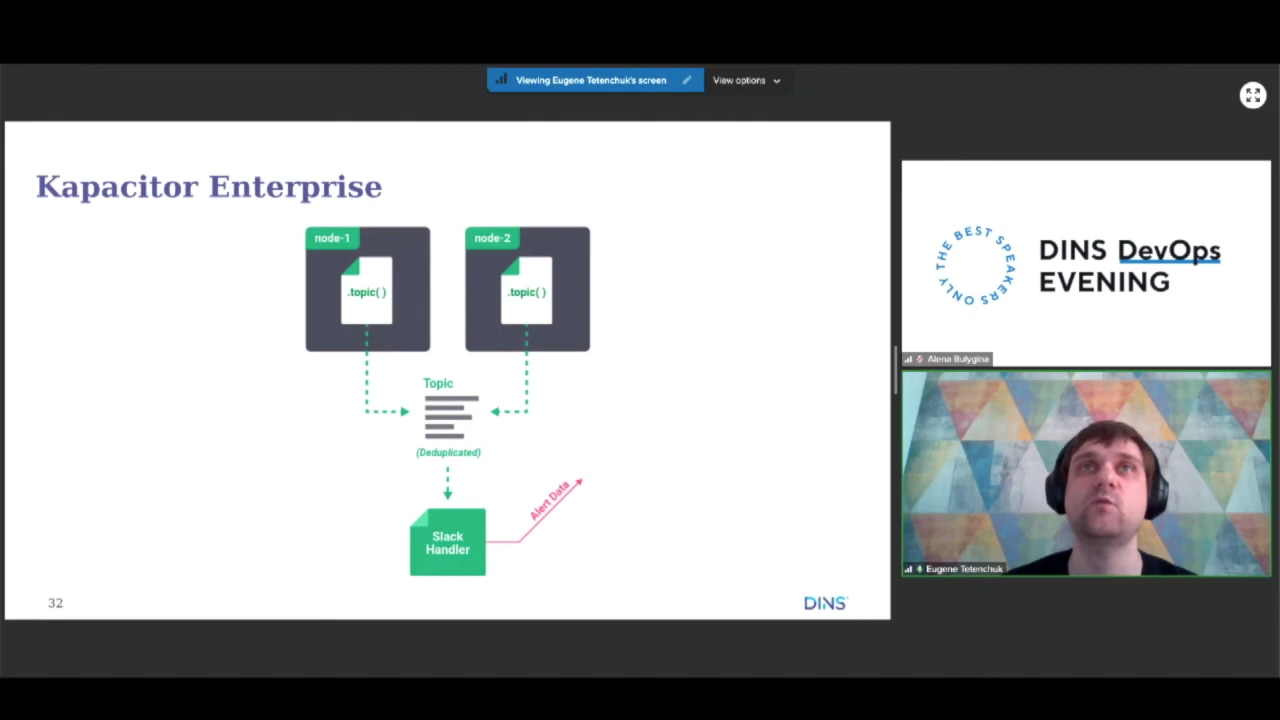 Viewing Eugene Tetenchuk's screen
View options
Kapacitor Enterprise
node-1
.topic( )
node-2
.topic( )
Topic
(Deduplicated)
Slack
Handler
Alert Data
32
DINS
THE BEST SPEAKERS ONLY
DINS DevOps
EVENING
Alena Bulygina
Eugene Tetenchuk